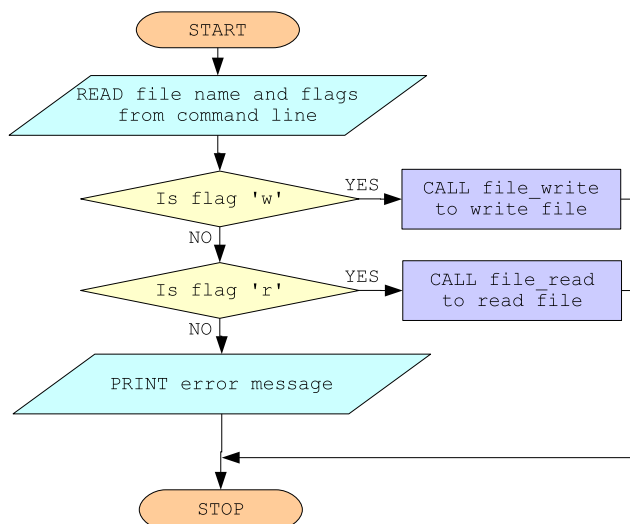 START
READ file name and flags
from command line
Is flag 'w'
YES
CALL file_write
to write file
NO
Is flag 'r'
YES
CALL file_read
to read file
NO
PRINT error message
STOP